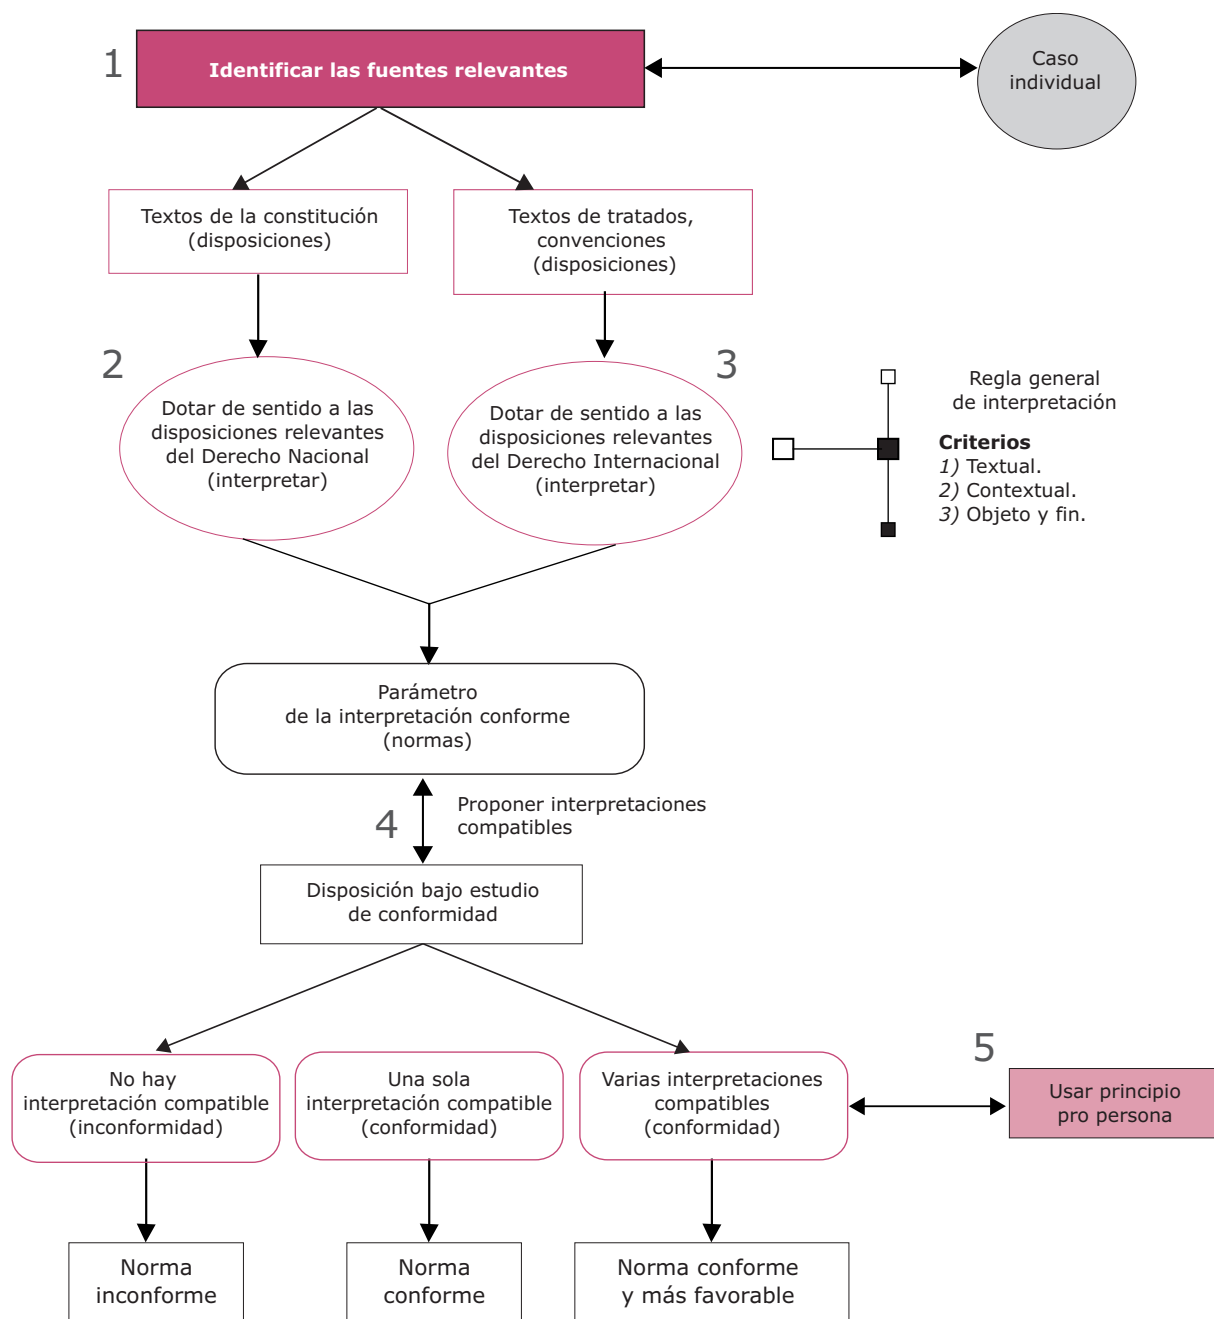 1
Identificar las fuentes relevantes
Caso
individual
Textos de la constitución
(disposiciones)
Textos de tratados,
convenciones
(disposiciones)
2
Dotar de sentido a las
disposiciones relevantes
del Derecho Nacional
(interpretar)
Dotar de sentido a las
disposiciones relevantes
del Derecho Internacional
(interpretar)
3
Regla general
de interpretación
Criterios
1) Textual.
2) Contextual.
3) Objeto y fin.
Parámetro
de la interpretación conforme
(normas)
4
Proponer interpretaciones
compatibles
Disposición bajo estudio
de conformidad
No hay
interpretación compatible
(inconformidad)
Una sola
interpretación compatible
(conformidad)
Varias interpretaciones
compatibles
(conformidad)
5
Usar principio
pro persona
Norma
inconforme
Norma
conforme
Norma conforme
y más favorable